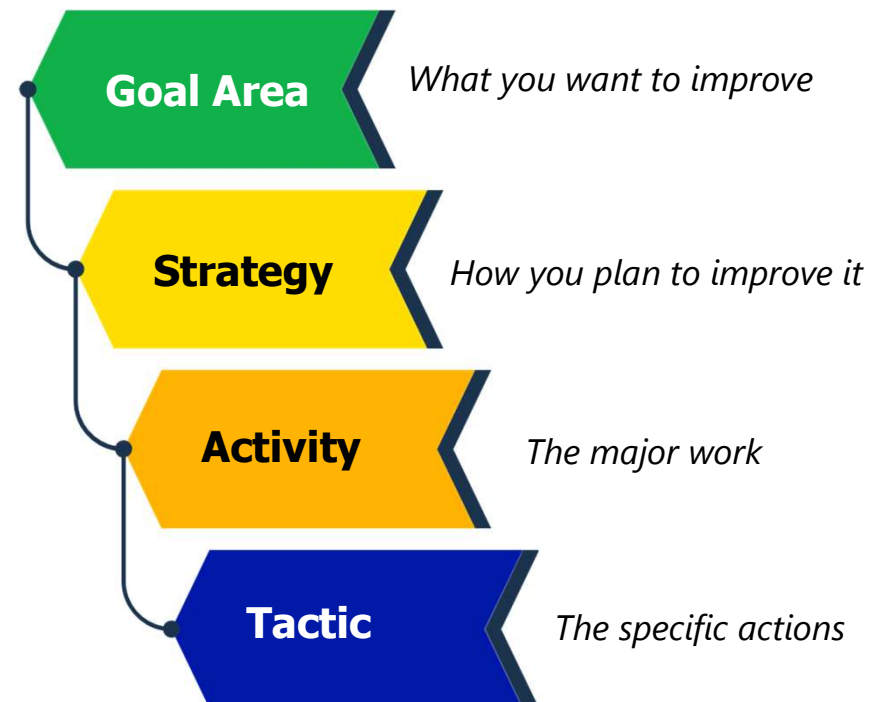 Goal Area
What you want to improve
Strategy
How you plan to improve it
Activity
The major work
Tactic
The specific actions